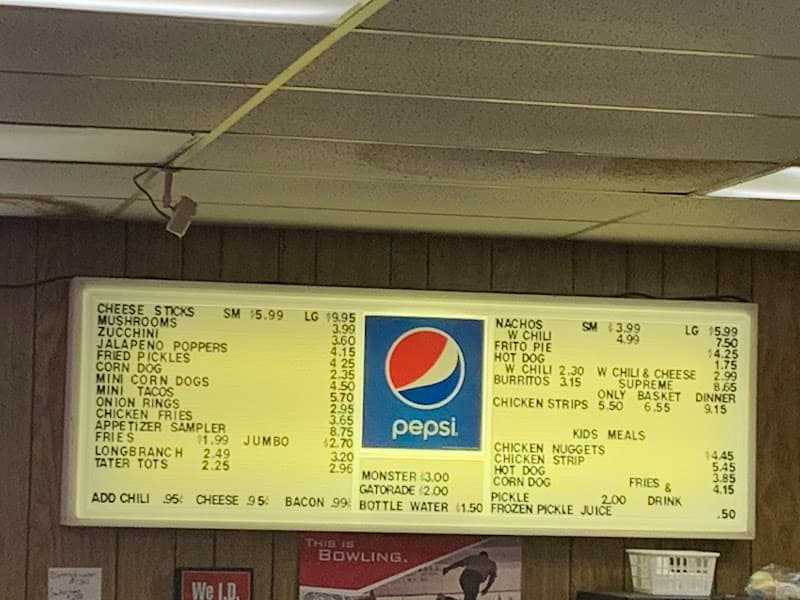 CHEESE STICKS SM $5.99 LG $9.95
MUSHROOMS 3.99
ZUCCHINI 3.60
JALAPENO POPPERS 4.15
FRIED PICKLES 4.25
CORN DOG 2.35
MINI CORN DOGS 4.50
MINI TACOS 5.70
ONION RINGS 2.95
CHICKEN FRIES 3.65
APPETIZER SAMPLER 8.75
FRIES $1.99 JUMBO $2.70
LONGBRANCH 2.49 3.20
TATER TOTS 2.25 2.96
ADD CHILI .95¢ CHEESE .95¢ BACON .99¢
pepsi
MONSTER $3.00
GATORADE $2.00
BOTTLE WATER $1.50
NACHOS SM $3.99 LG $5.99
W CHILI 4.99 7.50
FRITO PIE $4.25
HOT DOG 1.75
W CHILI 2.30 W CHILI & CHEESE 2.99
BURRITOS 3.15 SUPREME 8.65
ONLY BASKET DINNER
CHICKEN STRIPS 5.50 6.55 9.15
KIDS MEALS
CHICKEN NUGGETS $4.45
CHICKEN STRIP 5.45
HOT DOG 3.85
CORN DOG FRIES & 4.15
PICKLE 2.00 DRINK
FROZEN PICKLE JUICE .50
THIS IS
BOWLING.
We I.D.